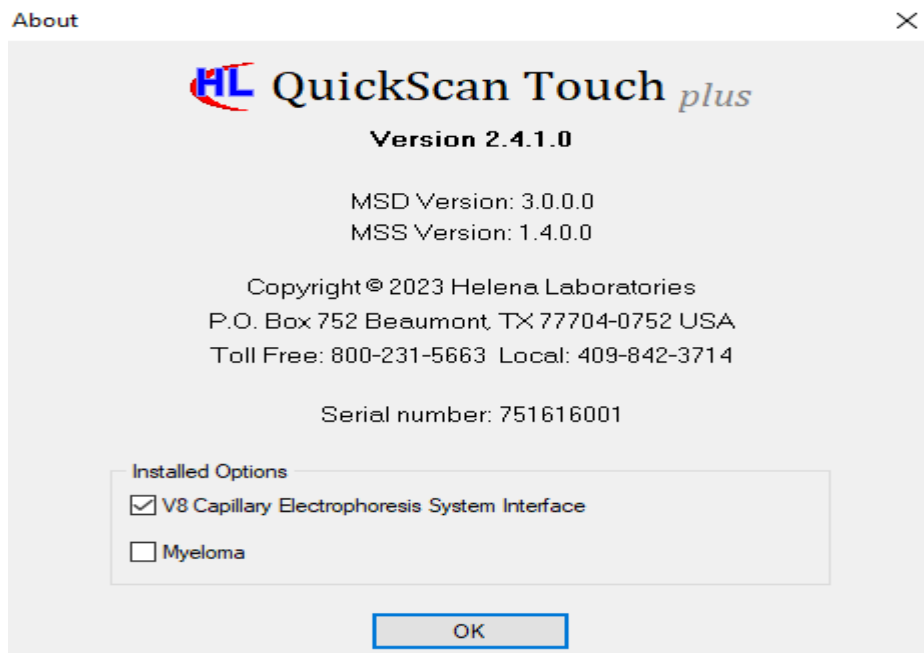 About
HL QuickScan Touch plus
Version 2.4.1.0
MSD Version: 3.0.0.0
MSS Version: 1.4.0.0
Copyright © 2023 Helena Laboratories
P.O. Box 752 Beaumont, TX 77704-0752 USA
Toll Free: 800-231-5663 Local: 409-842-3714
Serial number: 751616001
Installed Options
V8 Capillary Electrophoresis System Interface
Myeloma
OK